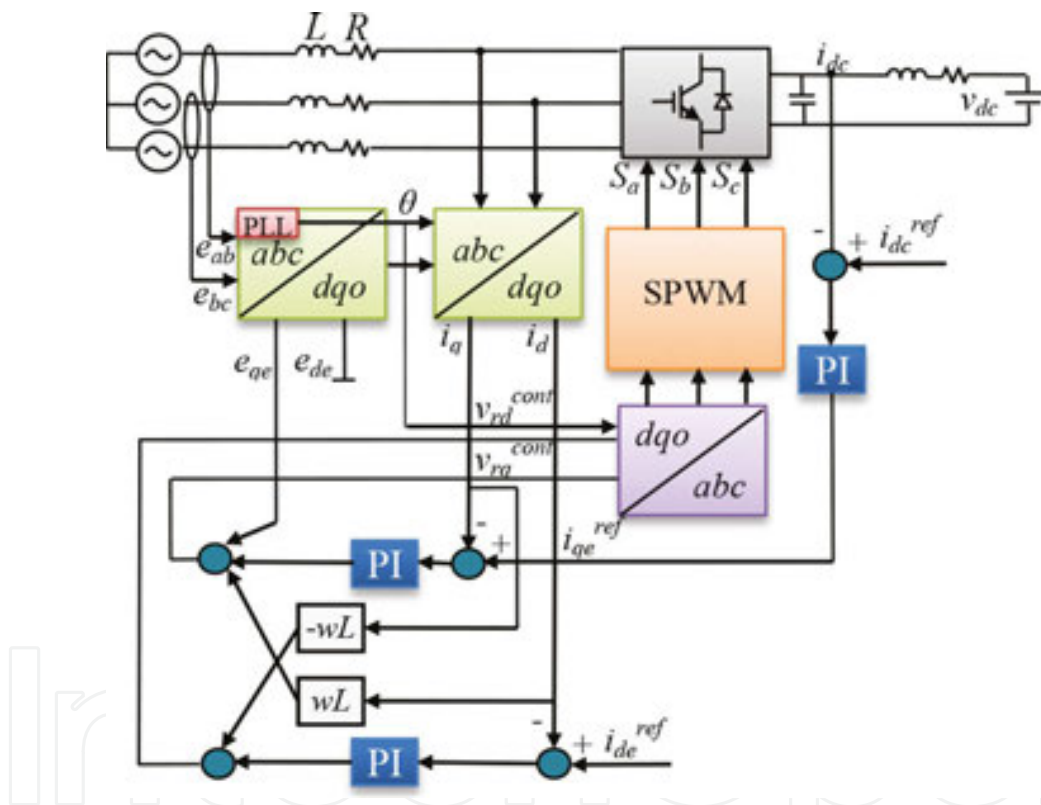 L R
i_dc
v_dc
S_a S_b S_c
θ
PLL
e_ab
abc
dqo
e_bc
abc
dqo
SPWM
- + i_dc^ref
PI
i_q i_d
e_qe e_de
v_rd^cont
dqo
abc
v_rq^cont
- +
i_qe^ref
PI
-wL
wL
- + i_de^ref
PI